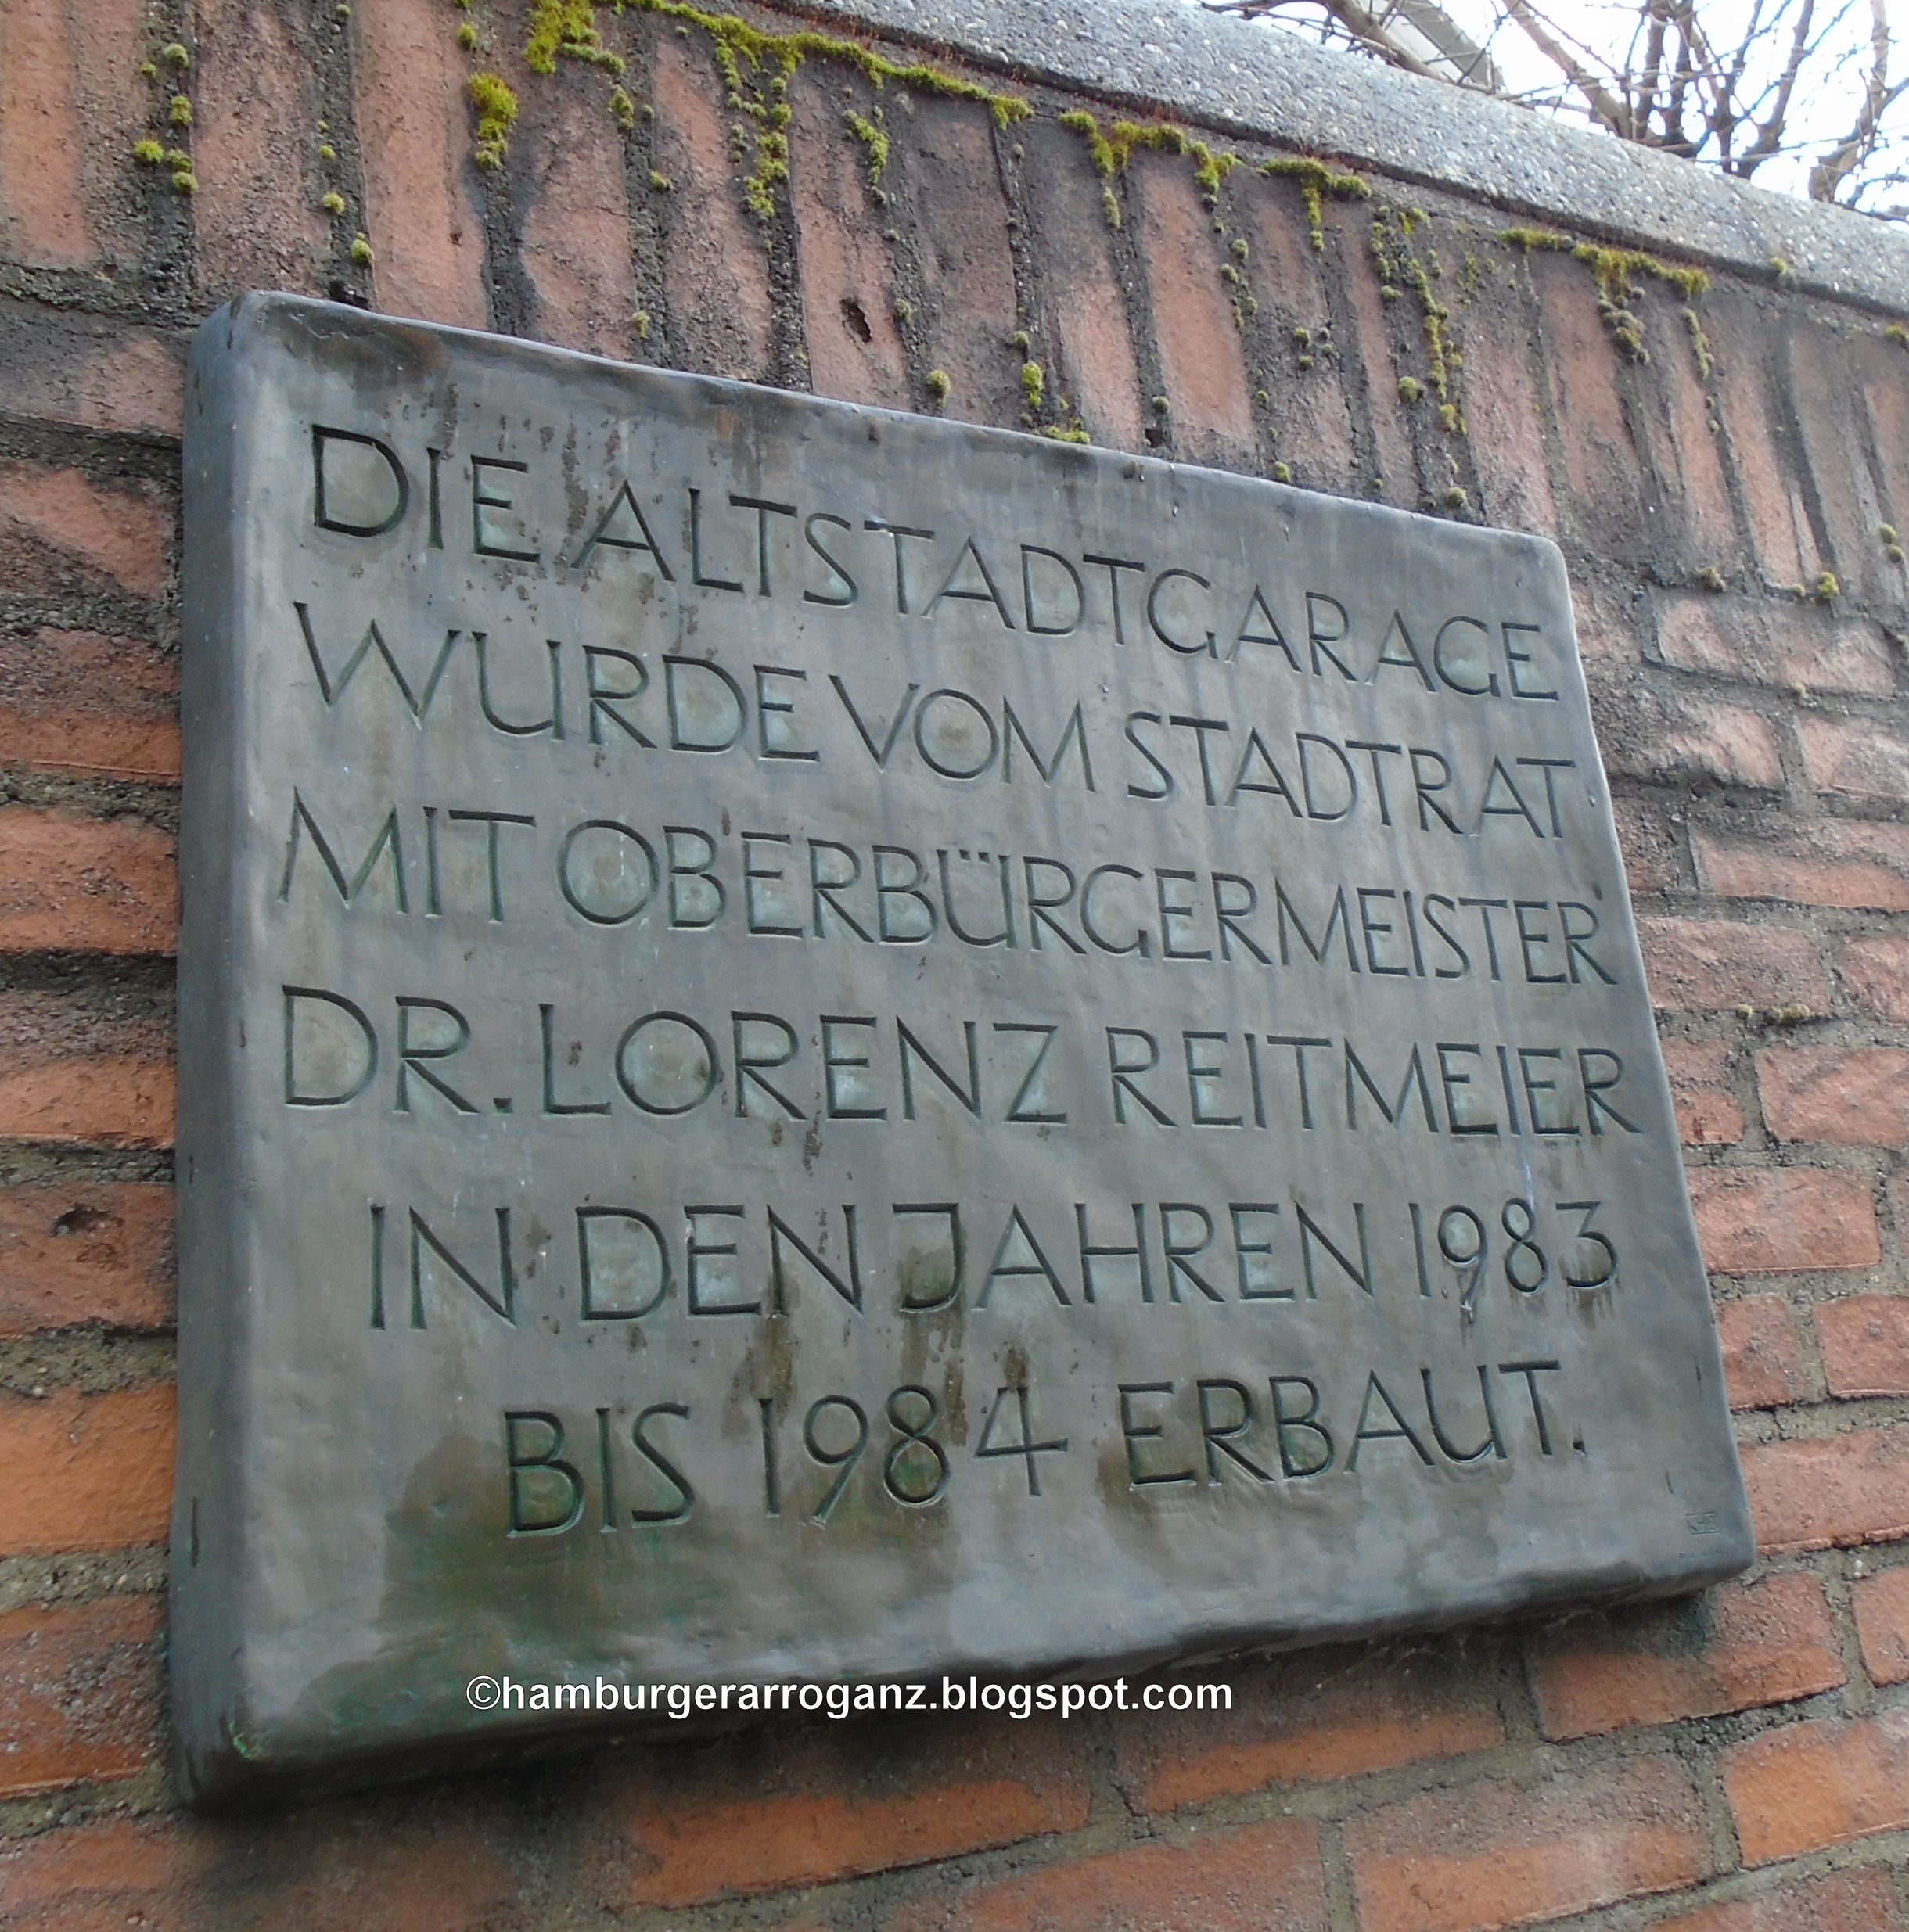 DIE ALTSTADTGARAGE
WURDE VOM STADTRAT
MIT OBERBÜRGERMEISTER
DR. LORENZ REITMEIER
IN DEN JAHREN 1983
BIS 1984 ERBAUT.
©hamburgerarroganz.blogspot.com